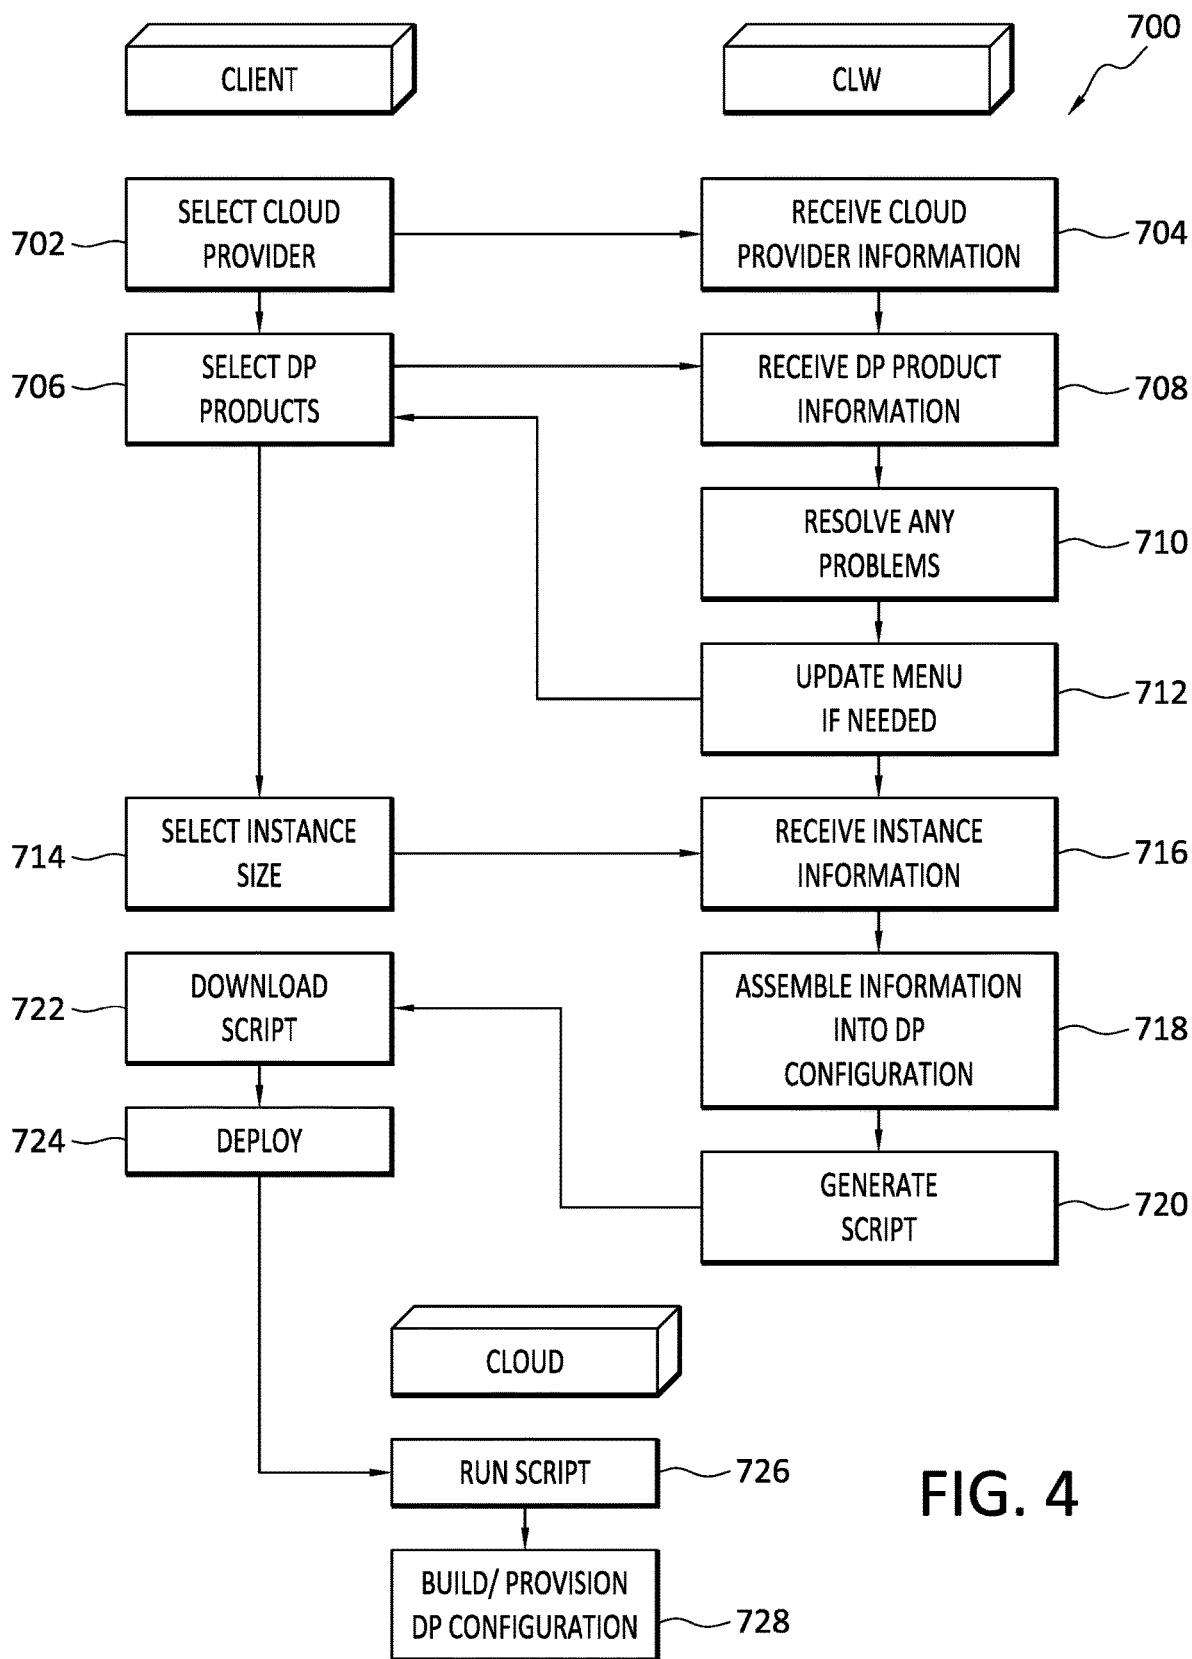 700
CLIENT
CLW
702
SELECT CLOUD
PROVIDER
RECEIVE CLOUD
PROVIDER INFORMATION
704
706
SELECT DP
PRODUCTS
RECEIVE DP PRODUCT
INFORMATION
708
RESOLVE ANY
PROBLEMS
710
UPDATE MENU
IF NEEDED
712
714
SELECT INSTANCE
SIZE
RECEIVE INSTANCE
INFORMATION
716
722
DOWNLOAD
SCRIPT
ASSEMBLE INFORMATION
INTO DP
CONFIGURATION
718
724
DEPLOY
GENERATE
SCRIPT
720
CLOUD
RUN SCRIPT
726
BUILD/ PROVISION
DP CONFIGURATION
728
FIG. 4